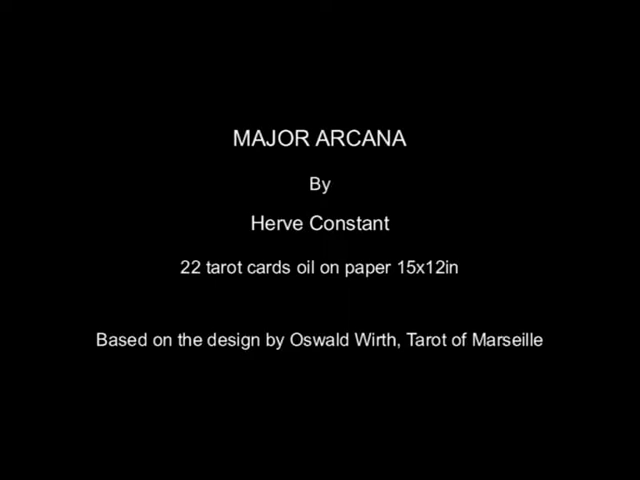 MAJOR ARCANA
By
Herve Constant
22 tarot cards oil on paper 15x12in
Based on the design by Oswald Wirth, Tarot of Marseille